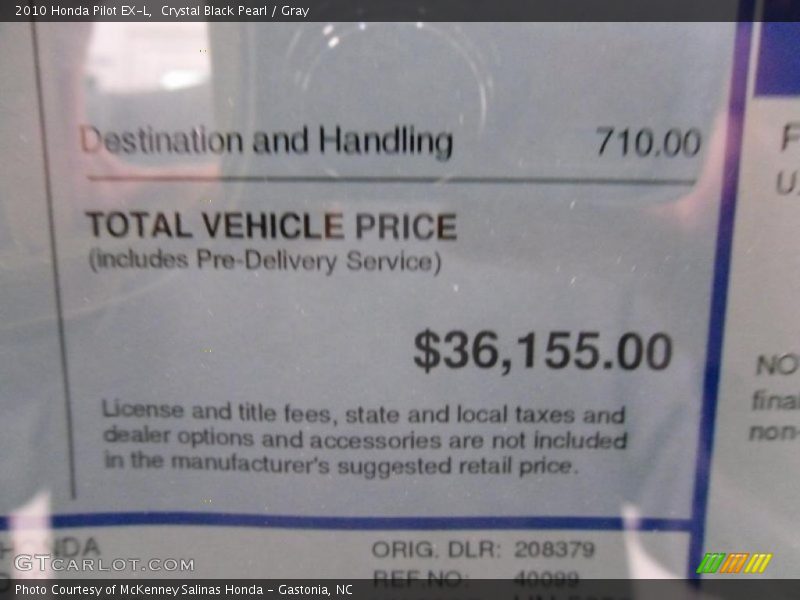 2010 Honda Pilot EX-L, Crystal Black Pearl / Gray
Destination and Handling 710.00
TOTAL VEHICLE PRICE
(includes Pre-Delivery Service)
$36,155.00
License and title fees, state and local taxes and
dealer options and accessories are not included
in the manufacturer's suggested retail price.
U.
NO
final
non-
HONDA
ORIG. DLR: 208379
REF.NO: 40099
GTCARLOT.COM
Photo Courtesy of McKenney Salinas Honda - Gastonia, NC